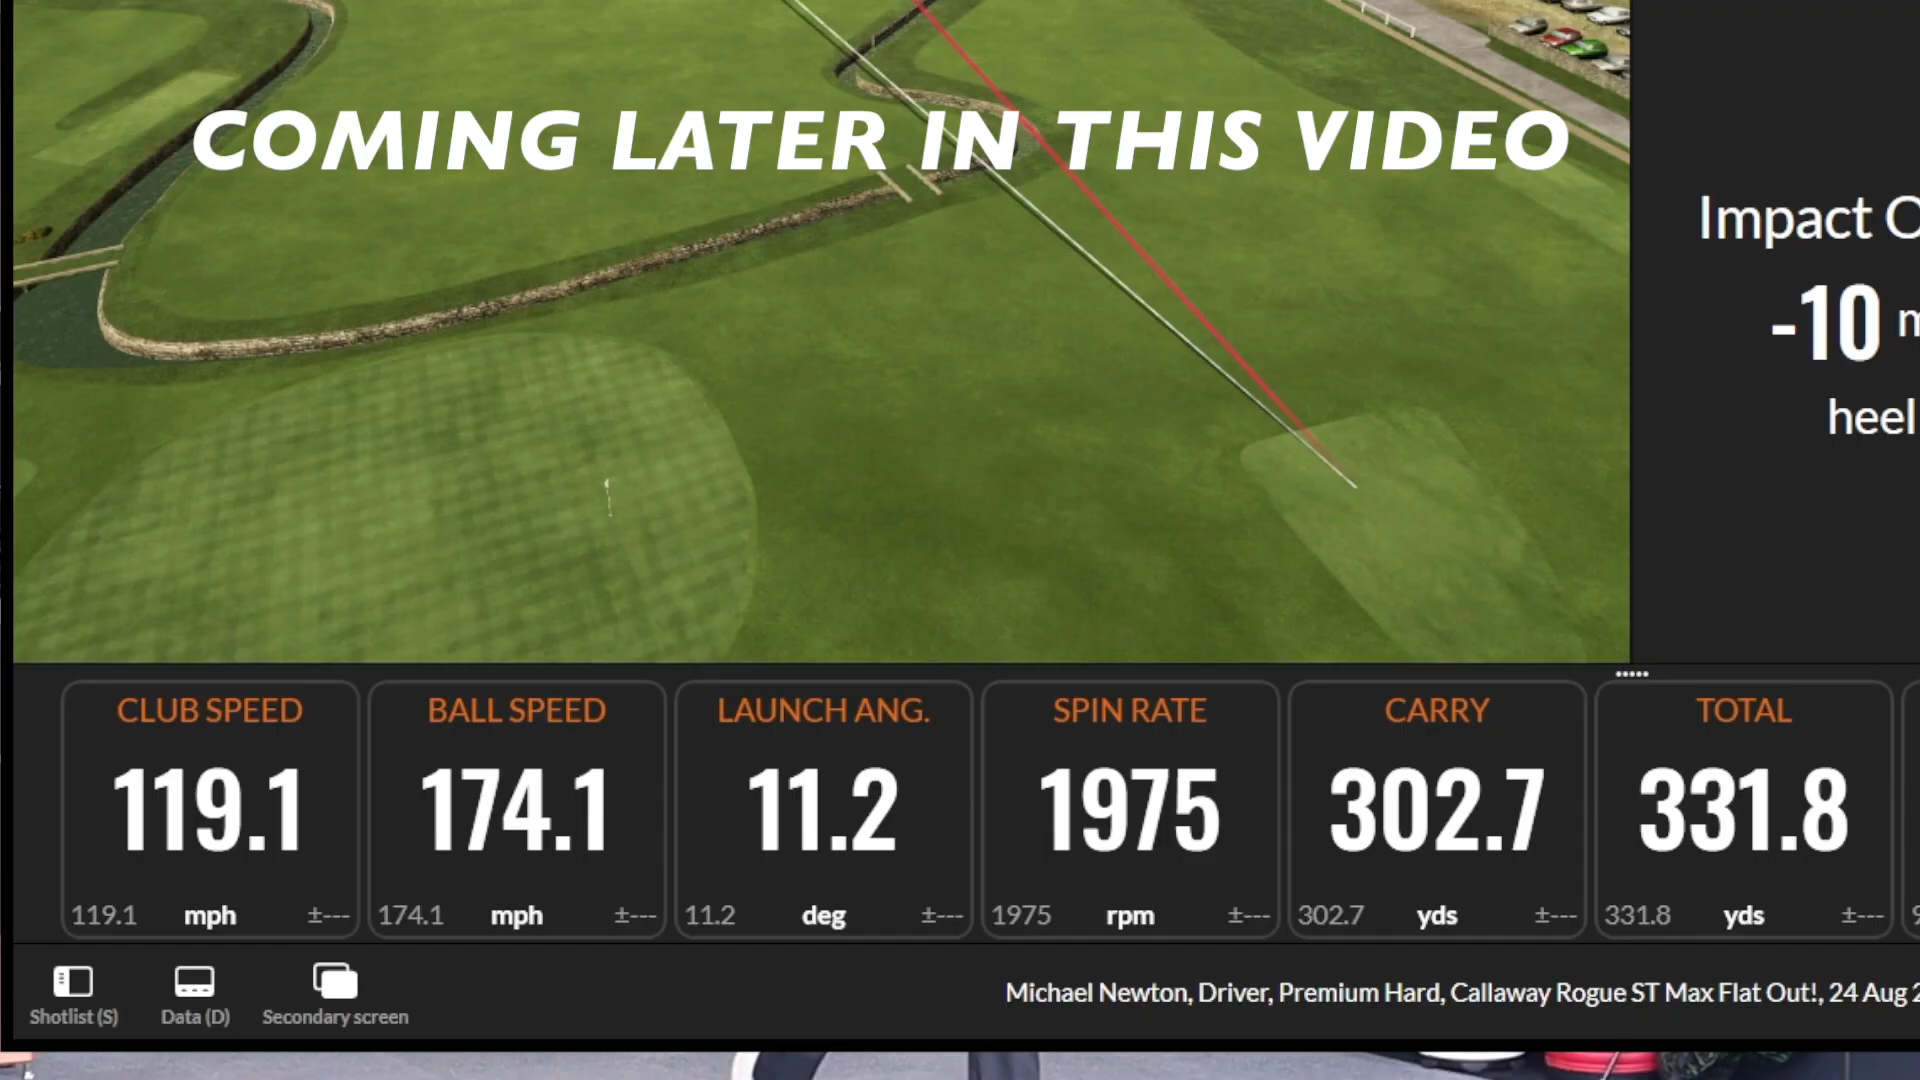 COMING LATER IN THIS VIDEO
Impact
-10
heel
CLUB SPEED BALL SPEED LAUNCH ANG. SPIN RATE CARRY TOTAL
119.1 174.1 11.2 1975 302.7 331.8
119.1 mph ±--- 174.1 mph ±--- 11.2 deg ±--- 1975 rpm ±--- 302.7 yds ±--- 331.8 yds ±---
Shotlist (S) Data (D) Secondary screen
Michael Newton, Driver, Premium Hard, Callaway Rogue ST Max Flat Out!, 24 Aug